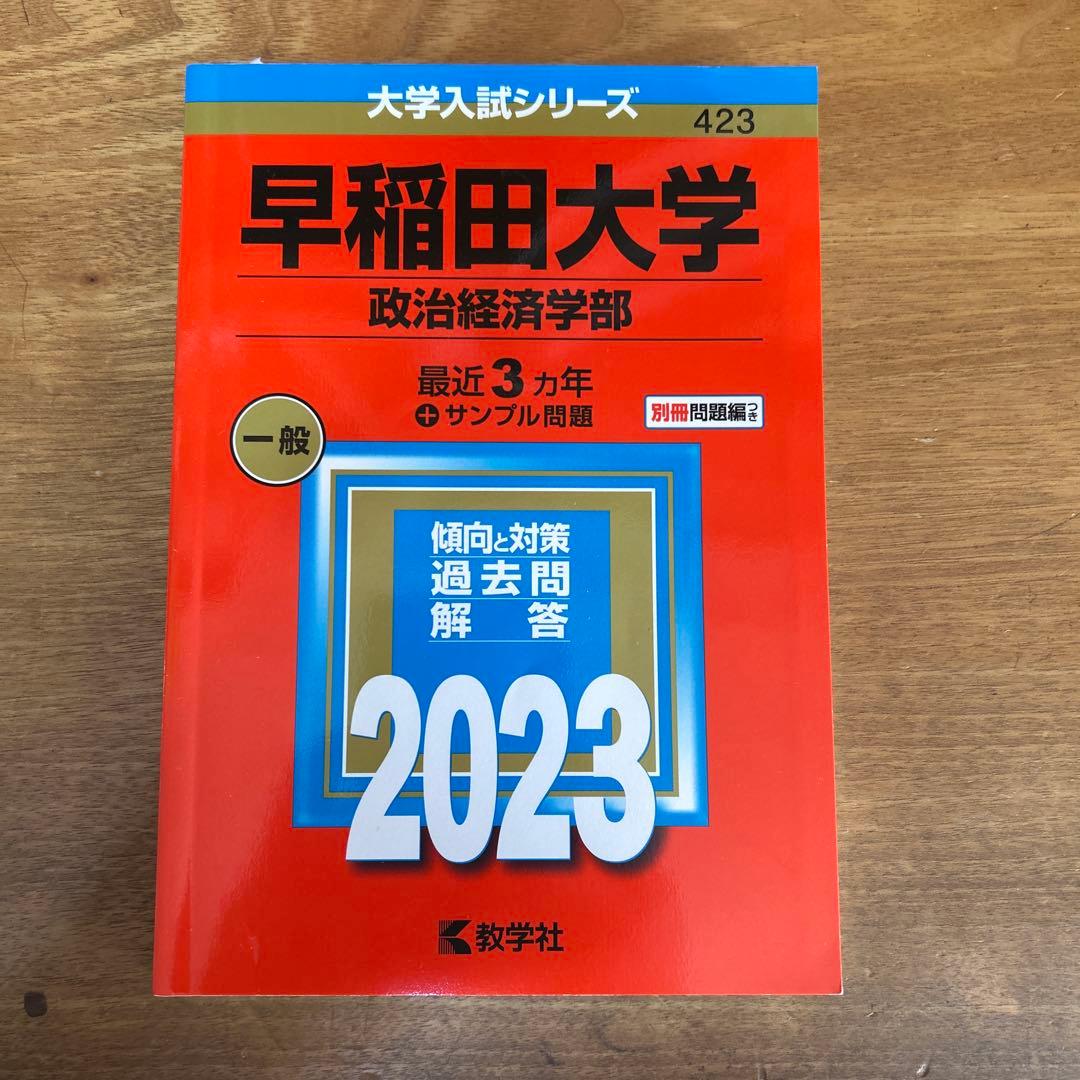 大学入試シリーズ
423
早稲田大学
政治経済学部
最近3カ年
+サンプル問題
別冊問題編つき
一般
傾向と対策
過去問
解答
2023
教学社